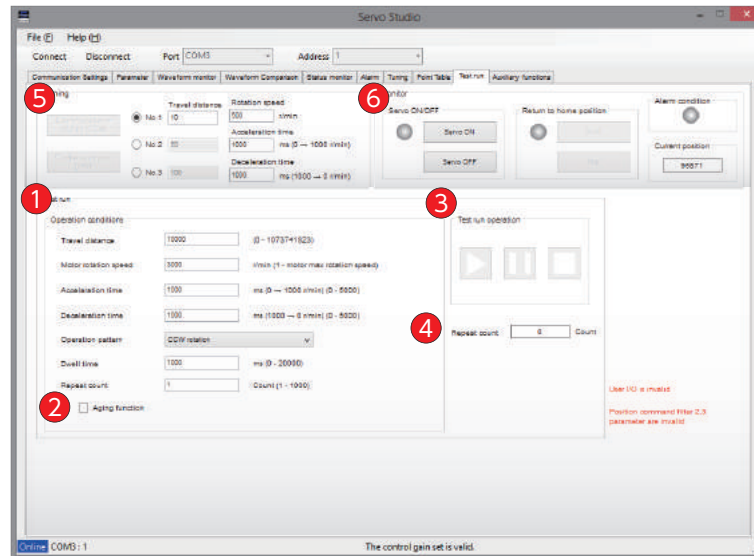 Servo Studio
File (F) Help (H)
Connect Disconnect Port COM3 Address 1
Communication Settings Parameter Waveform monitor Waveform Comparison Status monitor Alarm Tuning Point Table Test run Auxiliary functions
5
6
Travel distance Rotation speed
No.1 10 500 r/min
Acceleration time
No.2 50 1000 ms (0 → 1000 r/min)
Deceleration time
No.3 100 1000 ms (1000 → 0 r/min)
Servo ON/OFF
Servo ON
Servo OFF
Return to home position
Alarm condition
Current position
96871
1
Operation conditions
Travel distance 10000 (0 - 1073741823)
Motor rotation speed 3000 r/min (1 - motor max rotation speed)
Acceleration time 1000 ms (0 → 1000 r/min) (0 - 5000)
Deceleration time 1000 ms (1000 → 0 r/min) (0 - 5000)
Operation pattern CCW rotation
Dwell time 1000 ms (0 - 20000)
Repeat count 1 Count (1 - 1000)
2 Aging function
3
Test run operation
4
Repeat count 0 Count
User I/O is invalid
Position command filter 2,3
parameter are invalid
Online COM3 : 1 The control gain set is valid.